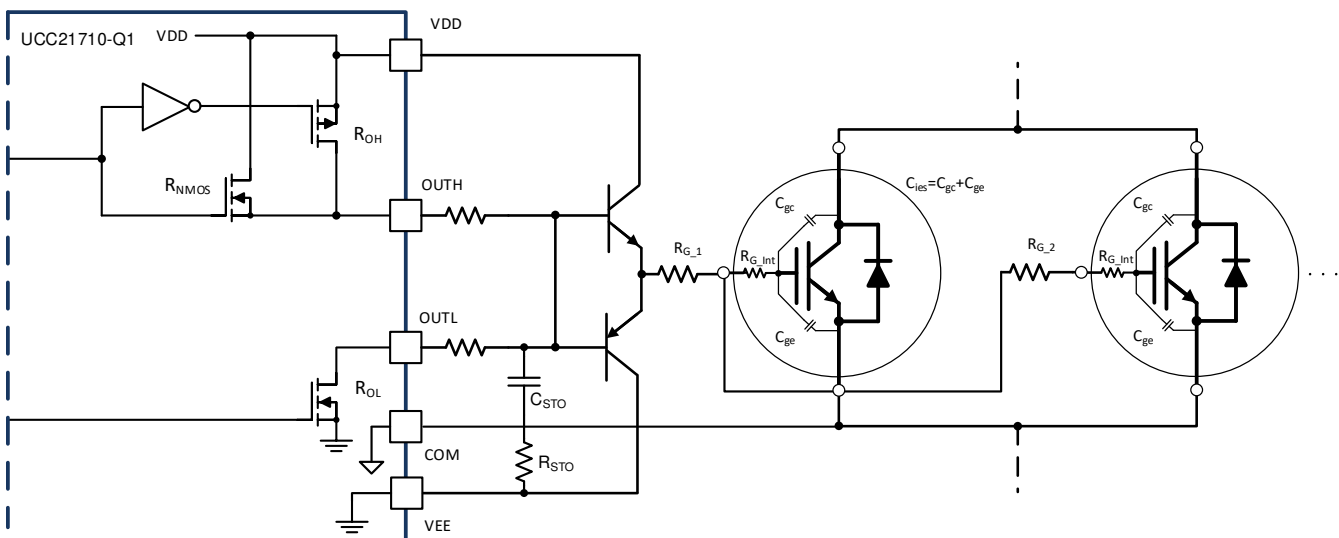 VDD
UCC21710-Q1
VDD
R_OH
R_NMOS
OUTH
OUTL
R_OL
C_STO
COM
R_STO
VEE
R_G_1
C_ies=C_gc+C_ge
C_gc
R_G_Int
C_ge
R_G_2
C_gc
R_G_Int
C_ge
. . .